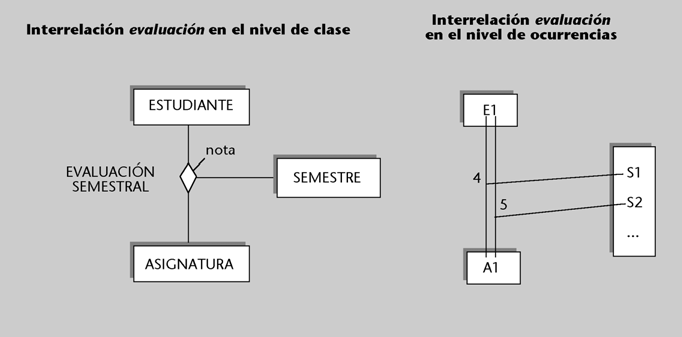 Interrelación evaluación en el nivel de clase
ESTUDIANTE
nota
EVALUACIÓN
SEMESTRAL
SEMESTRE
ASIGNATURA
Interrelación evaluación
en el nivel de ocurrencias
E1
4
S1
5
S2
...
A1